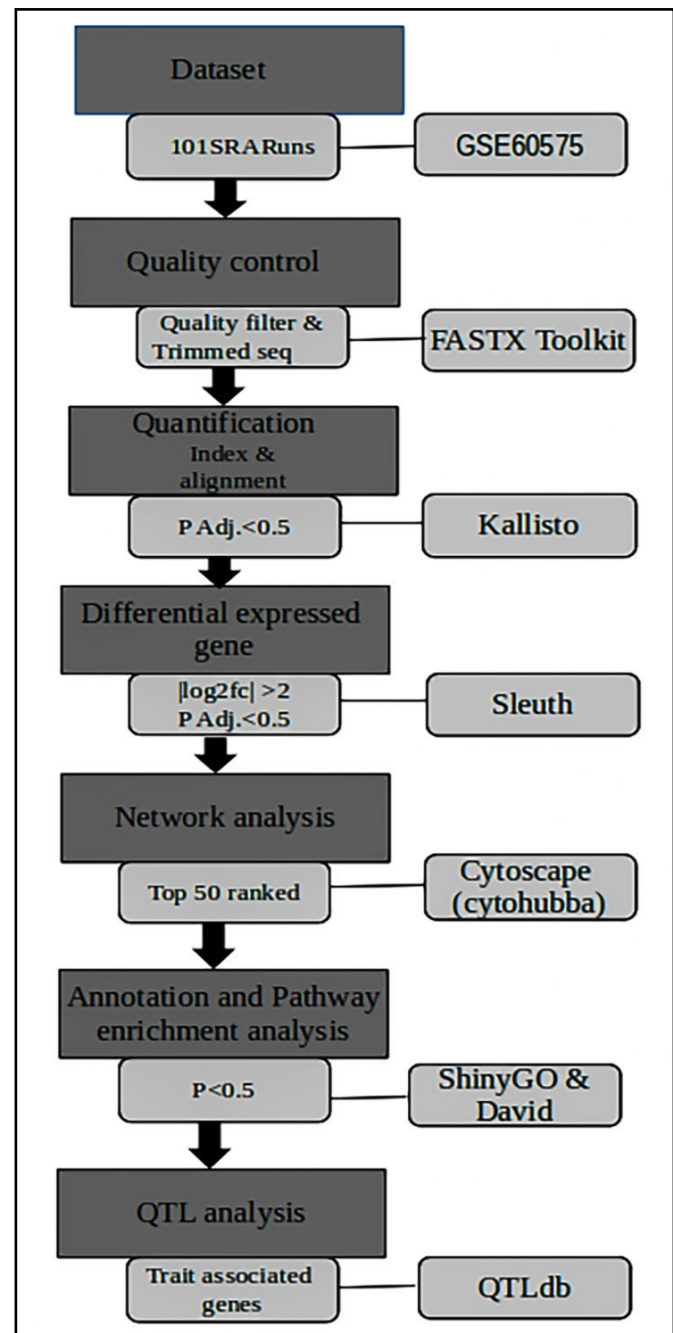 Dataset
101SRARuns
GSE60575
Quality control
Quality filter &
Trimmed seq
FASTX Toolkit
Quantification
Index &
alignment
P Adj.<0.5
Kallisto
Differential expressed
gene
|log2fc| >2
P Adj.<0.5
Sleuth
Network analysis
Top 50 ranked
Cytoscape
(cytohubba)
Annotation and Pathway
enrichment analysis
P<0.5
ShinyGO &
David
QTL analysis
Trait associated
genes
QTLdb